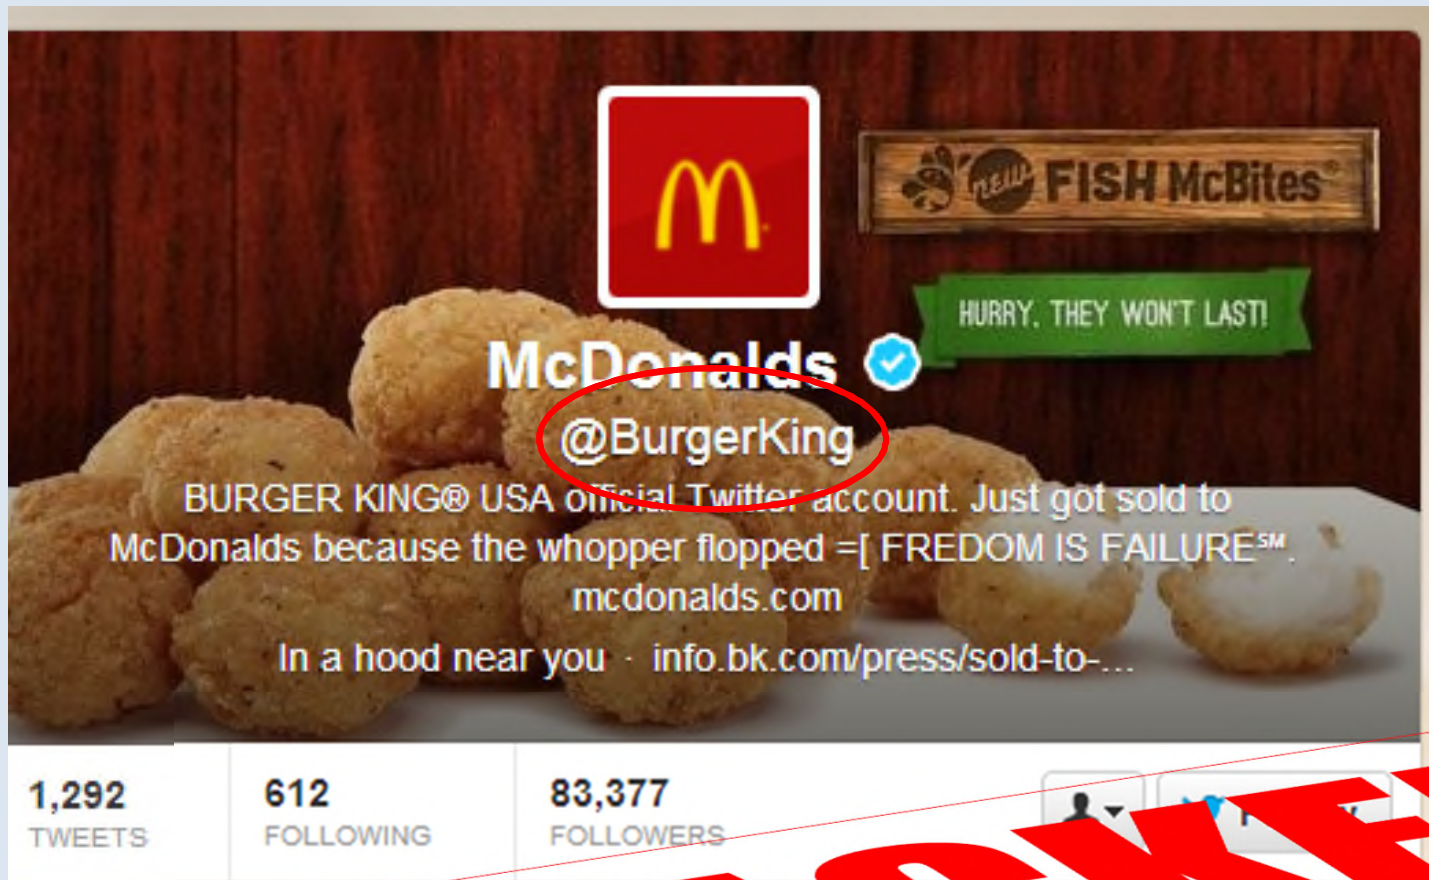 NEW FISH McBites®
HURRY, THEY WON'T LAST!
McDonalds
@BurgerKing
BURGER KING® USA official Twitter account. Just got sold to
McDonalds because the whopper flopped =[ FREDOM IS FAILURE℠.
mcdonalds.com
In a hood near you · info.bk.com/press/sold-to-...
1,292 612 83,377
TWEETS FOLLOWING FOLLOWERS